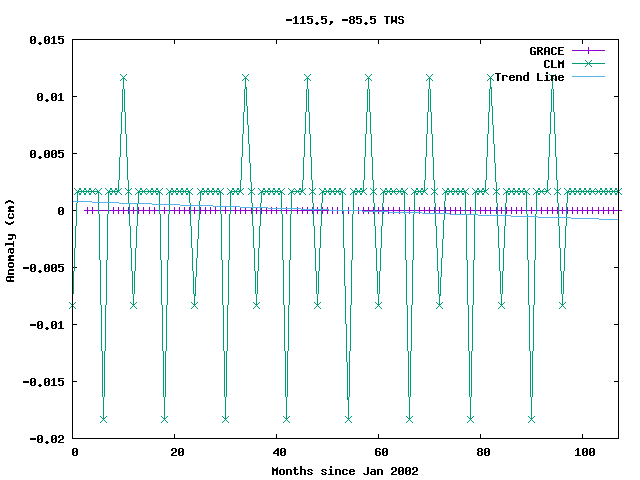 -115.5, -85.5 TWS
GRACE
CLM
Trend Line
0.015
0.01
0.005
0
-0.005
-0.01
-0.015
-0.02
Anomaly (cm)
0 20 40 60 80 100
Months since Jan 2002